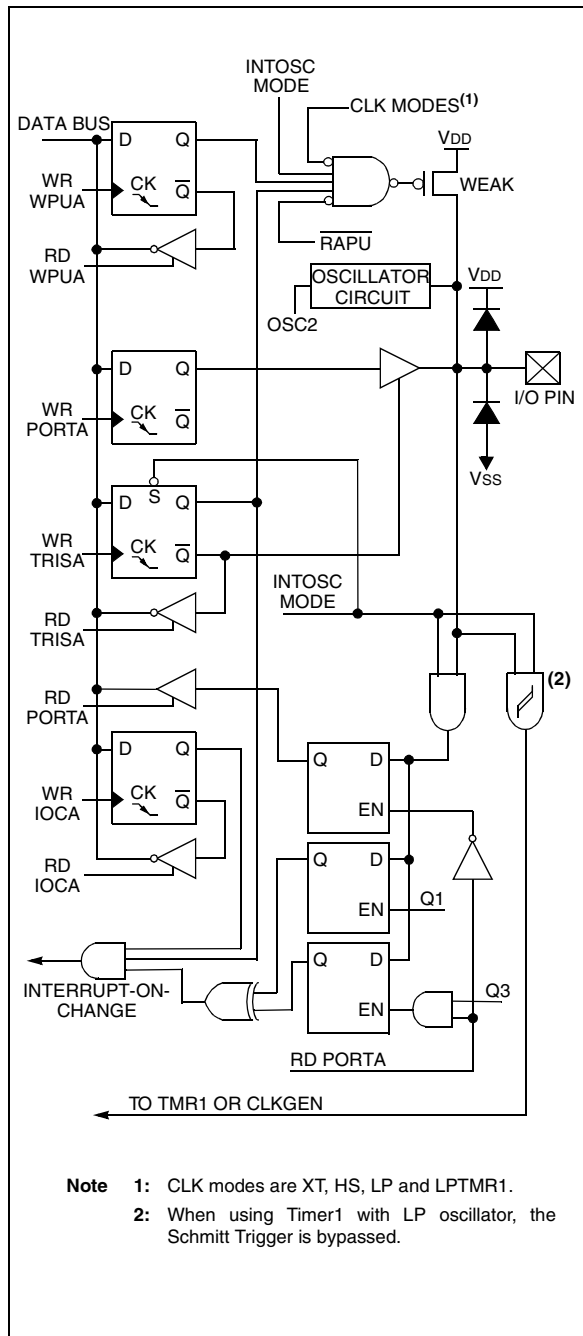 INTOSC
MODE
CLK MODES(1)
DATA BUS
D Q
VDD
WR
WPUA
CK Q
WEAK
RD
WPUA
RAPU
OSCILLATOR
CIRCUIT
VDD
OSC2
D Q
I/O PIN
WR
PORTA
CK Q
VSS
D S Q
WR
TRISA
CK Q
INTOSC
MODE
RD
TRISA
(2)
RD
PORTA
D Q
Q D
WR
IOCA
CK Q
EN
RD
IOCA
Q D
EN Q1
Q D
INTERRUPT-ON-
CHANGE
EN
Q3
RD PORTA
TO TMR1 OR CLKGEN
Note 1: CLK modes are XT, HS, LP and LPTMR1.
2: When using Timer1 with LP oscillator, the
Schmitt Trigger is bypassed.